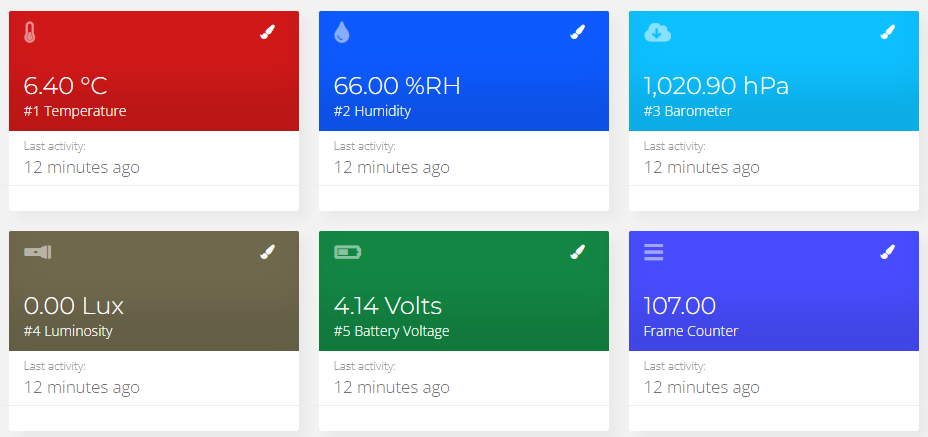 6.40 °C
#1 Temperature
Last activity:
12 minutes ago
66.00 %RH
#2 Humidity
Last activity:
12 minutes ago
1,020.90 hPa
#3 Barometer
Last activity:
12 minutes ago
0.00 Lux
#4 Luminosity
Last activity:
12 minutes ago
4.14 Volts
#5 Battery Voltage
Last activity:
12 minutes ago
107.00
Frame Counter
Last activity:
12 minutes ago